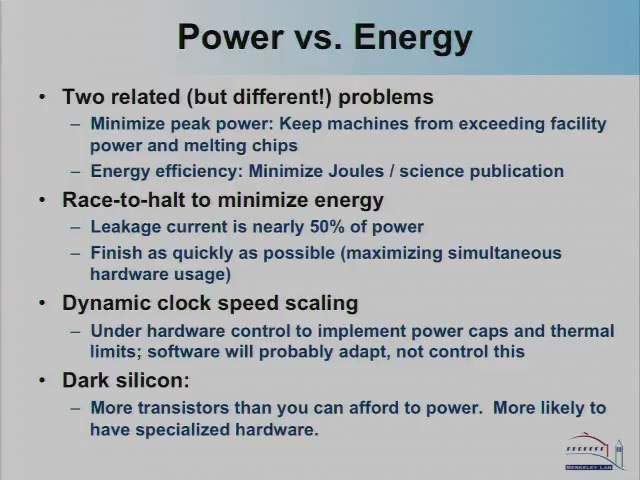 Power vs. Energy
• Two related (but different!) problems
– Minimize peak power: Keep machines from exceeding facility
power and melting chips
– Energy efficiency: Minimize Joules / science publication
• Race-to-halt to minimize energy
– Leakage current is nearly 50% of power
– Finish as quickly as possible (maximizing simultaneous
hardware usage)
• Dynamic clock speed scaling
– Under hardware control to implement power caps and thermal
limits; software will probably adapt, not control this
• Dark silicon:
– More transistors than you can afford to power. More likely to
have specialized hardware.
BERKELEY LAB